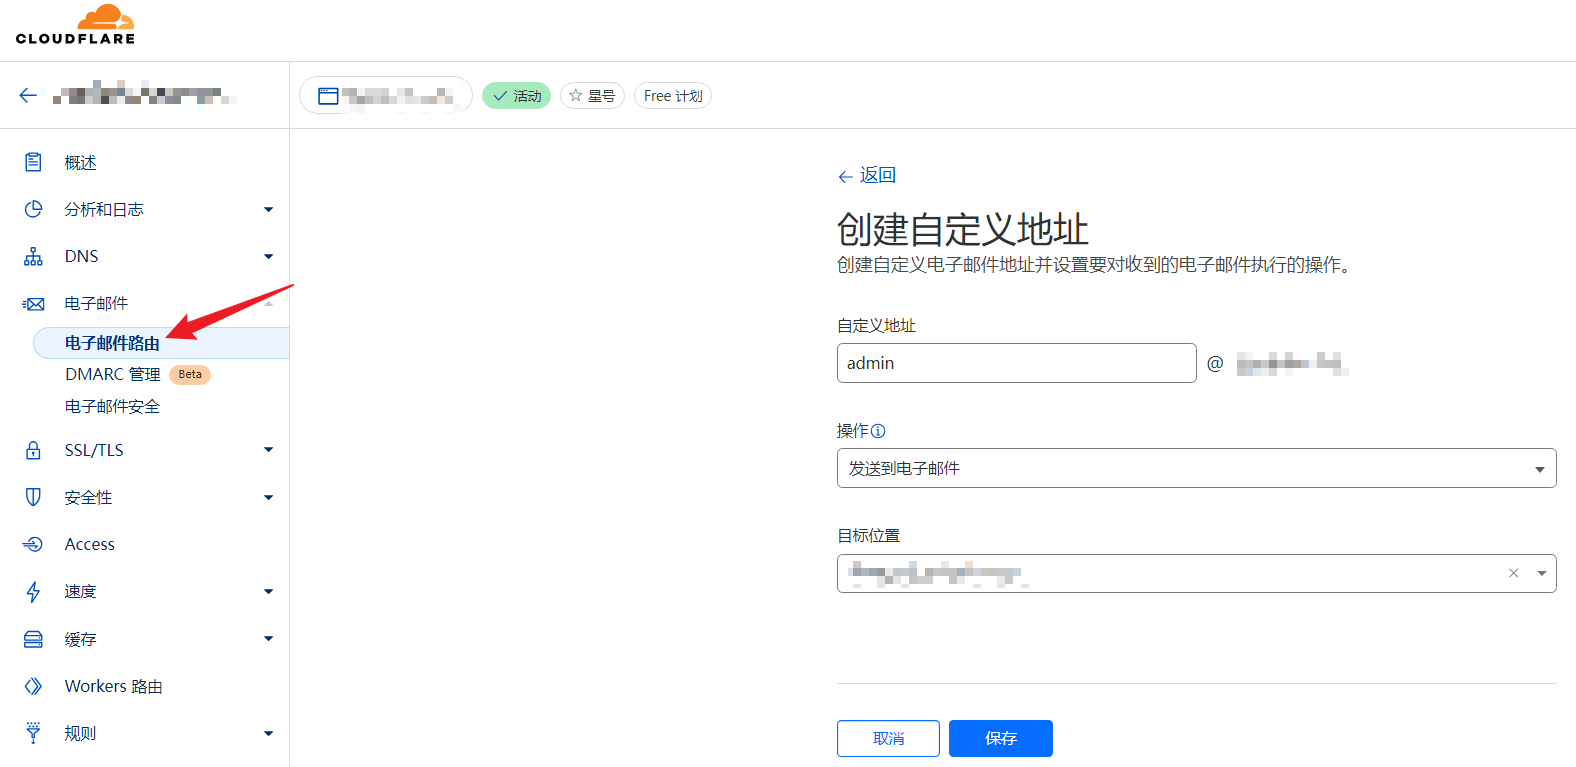 CLOUDFLARE
活动
星号
Free 计划
概述
分析和日志
DNS
电子邮件
电子邮件路由
DMARC 管理 Beta
电子邮件安全
SSL/TLS
安全性
Access
速度
缓存
Workers 路由
规则
返回
创建自定义地址
创建自定义电子邮件地址并设置要对收到的电子邮件执行的操作。
自定义地址
admin @
操作
发送到电子邮件
目标位置
取消
保存